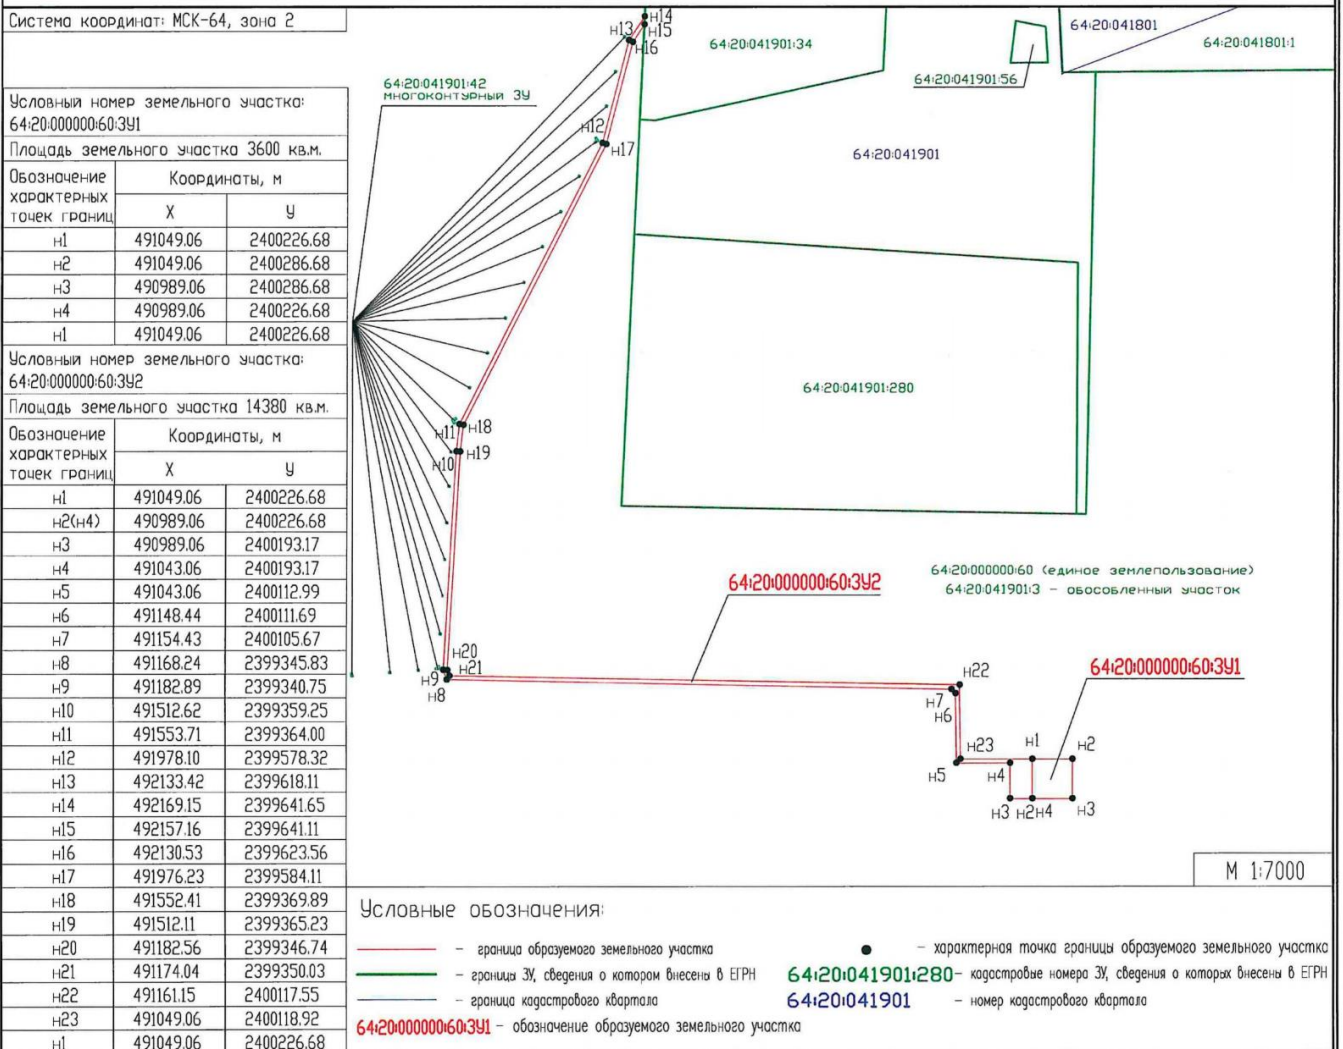 Система координат: МСК-64, зона 2
Условный номер земельного участка:
64:20:000000:60:ЗУ1
Площадь земельного участка 3600 кв.м.
Обозначение характерных точек границ Координаты, м
X У
н1 491049.06 2400226.68
н2 491049.06 2400286.68
н3 490989.06 2400286.68
н4 490989.06 2400226.68
н1 491049.06 2400226.68
Условный номер земельного участка:
64:20:000000:60:ЗУ2
Площадь земельного участка 14380 кв.м.
Обозначение характерных точек границ Координаты, м
X У
н1 491049.06 2400226.68
н2(н4) 490989.06 2400226.68
н3 490989.06 2400193.17
н4 491043.06 2400193.17
н5 491043.06 2400112.99
н6 491148.44 2400111.69
н7 491154.43 2400105.67
н8 491168.24 2399345.83
н9 491182.89 2399340.75
н10 491512.62 2399359.25
н11 491553.71 2399364.00
н12 491978.10 2399578.32
н13 492133.42 2399618.11
н14 492169.15 2399641.65
н15 492157.16 2399641.11
н16 492130.53 2399623.56
н17 491976.23 2399584.11
н18 491552.41 2399369.89
н19 491512.11 2399365.23
н20 491182.56 2399346.74
н21 491174.04 2399350.03
н22 491161.15 2400117.55
н23 491049.06 2400118.92
н1 491049.06 2400226.68
н14
н13 н15
н16
64:20:041901:34
64:20:041801
64:20:041801:1
64:20:041901:56
64:20:041901:42
многоконтурный ЗУ
н12
н17
64:20:041901
64:20:041901:280
н11 н18
н10 н19
64:20:000000:60 (единое землепользование)
64:20:041901:3 - обособленный участок
64:20:000000:60:ЗУ2
н20
н9 н21
н8
64:20:000000:60:ЗУ1
н22
н7
н6
н23 н1 н2
н5 н4
н3 н2н4 н3
М 1:7000
Условные обозначения:
- граница образуемого земельного участка
- границы ЗУ, сведения о котором внесены в ЕГРН
- граница кадастрового квартала
64:20:000000:60:ЗУ1 - обозначение образуемого земельного участка
- характерная точка границы образуемого земельного участка
64:20:041901:280 - кадастровые номера ЗУ, сведения о которых внесены в ЕГРН
64:20:041901 - номер кадастрового квартала